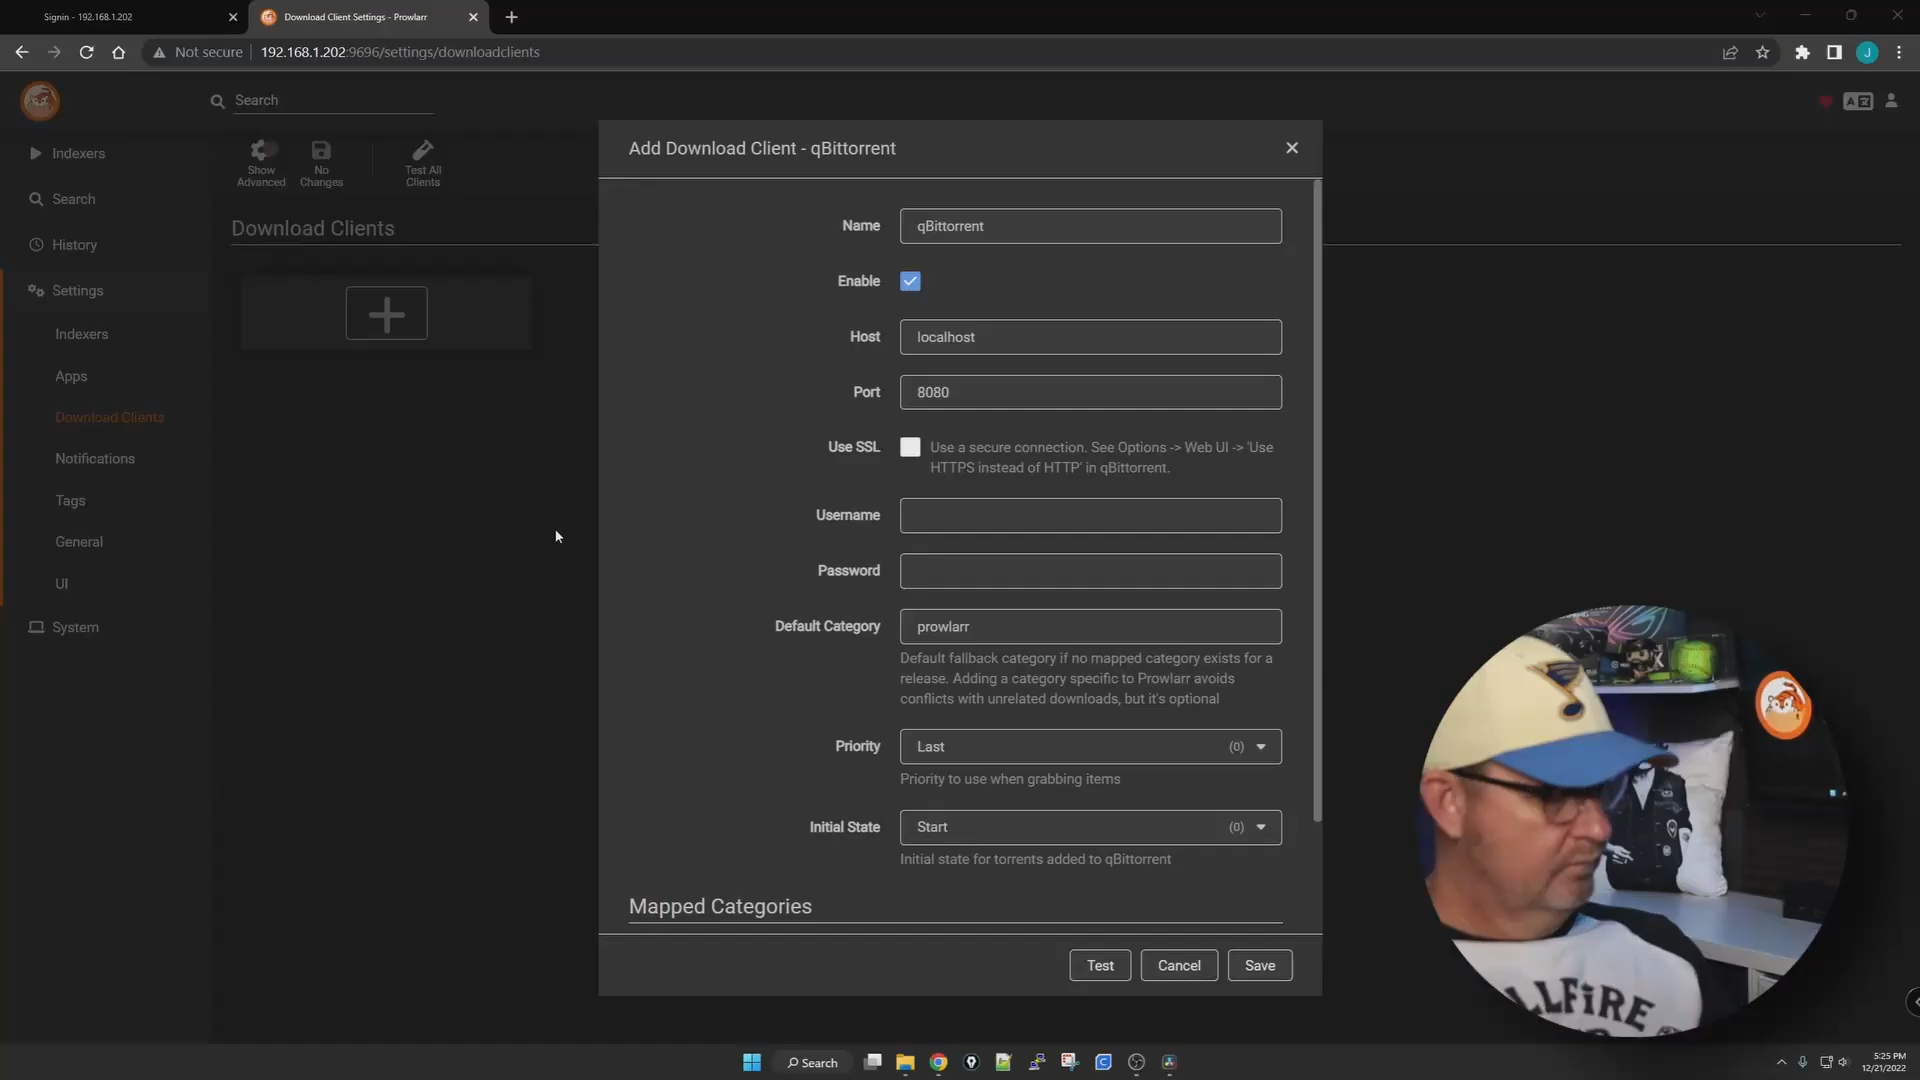 Signin - 192.168.1.202
Download Client Settings - Prowlarr
Not secure
192.168.1.202:9696/settings/downloadclients
J
Search
Indexers
Search
History
Settings
Indexers
Apps
Download Clients
Notifications
Tags
General
UI
System
Show
Advanced
No
Changes
Test All
Clients
Download Clients
Add Download Client - qBittorrent
Name
qBittorrent
Enable
Host
localhost
Port
8080
Use SSL
Use a secure connection. See Options -> Web UI -> 'Use
HTTPS instead of HTTP' in qBittorrent.
Username
Password
Default Category
prowlarr
Default fallback category if no mapped category exists for a
release. Adding a category specific to Prowlarr avoids
conflicts with unrelated downloads, but it's optional
Priority
Last (0)
Priority to use when grabbing items
Initial State
Start (0)
Initial state for torrents added to qBittorrent
Mapped Categories
Test
Cancel
Save
Search
5:25 PM
12/21/2022